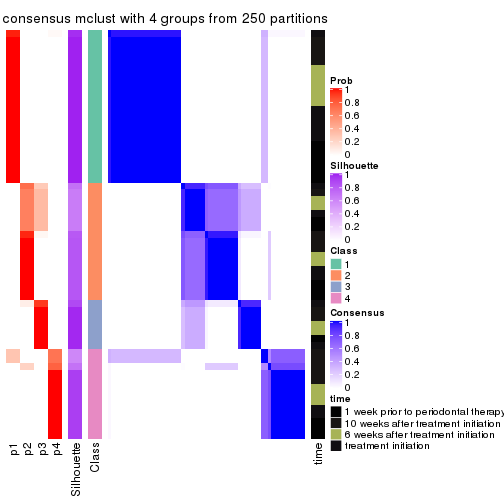 consensus mclust with 4 groups from 250 partitions
Prob
1
0.8
0.6
0.4
0.2
0
Silhouette
1
0.8
0.6
0.4
0.2
0
Class
1
2
3
4
Consensus
1
0.8
0.6
0.4
0.2
0
time
1 week prior to periodontal therapy
10 weeks after treatment initiation
6 weeks after treatment initiation
treatment initiation
p1
p2
p3
p4
Silhouette
Class
time